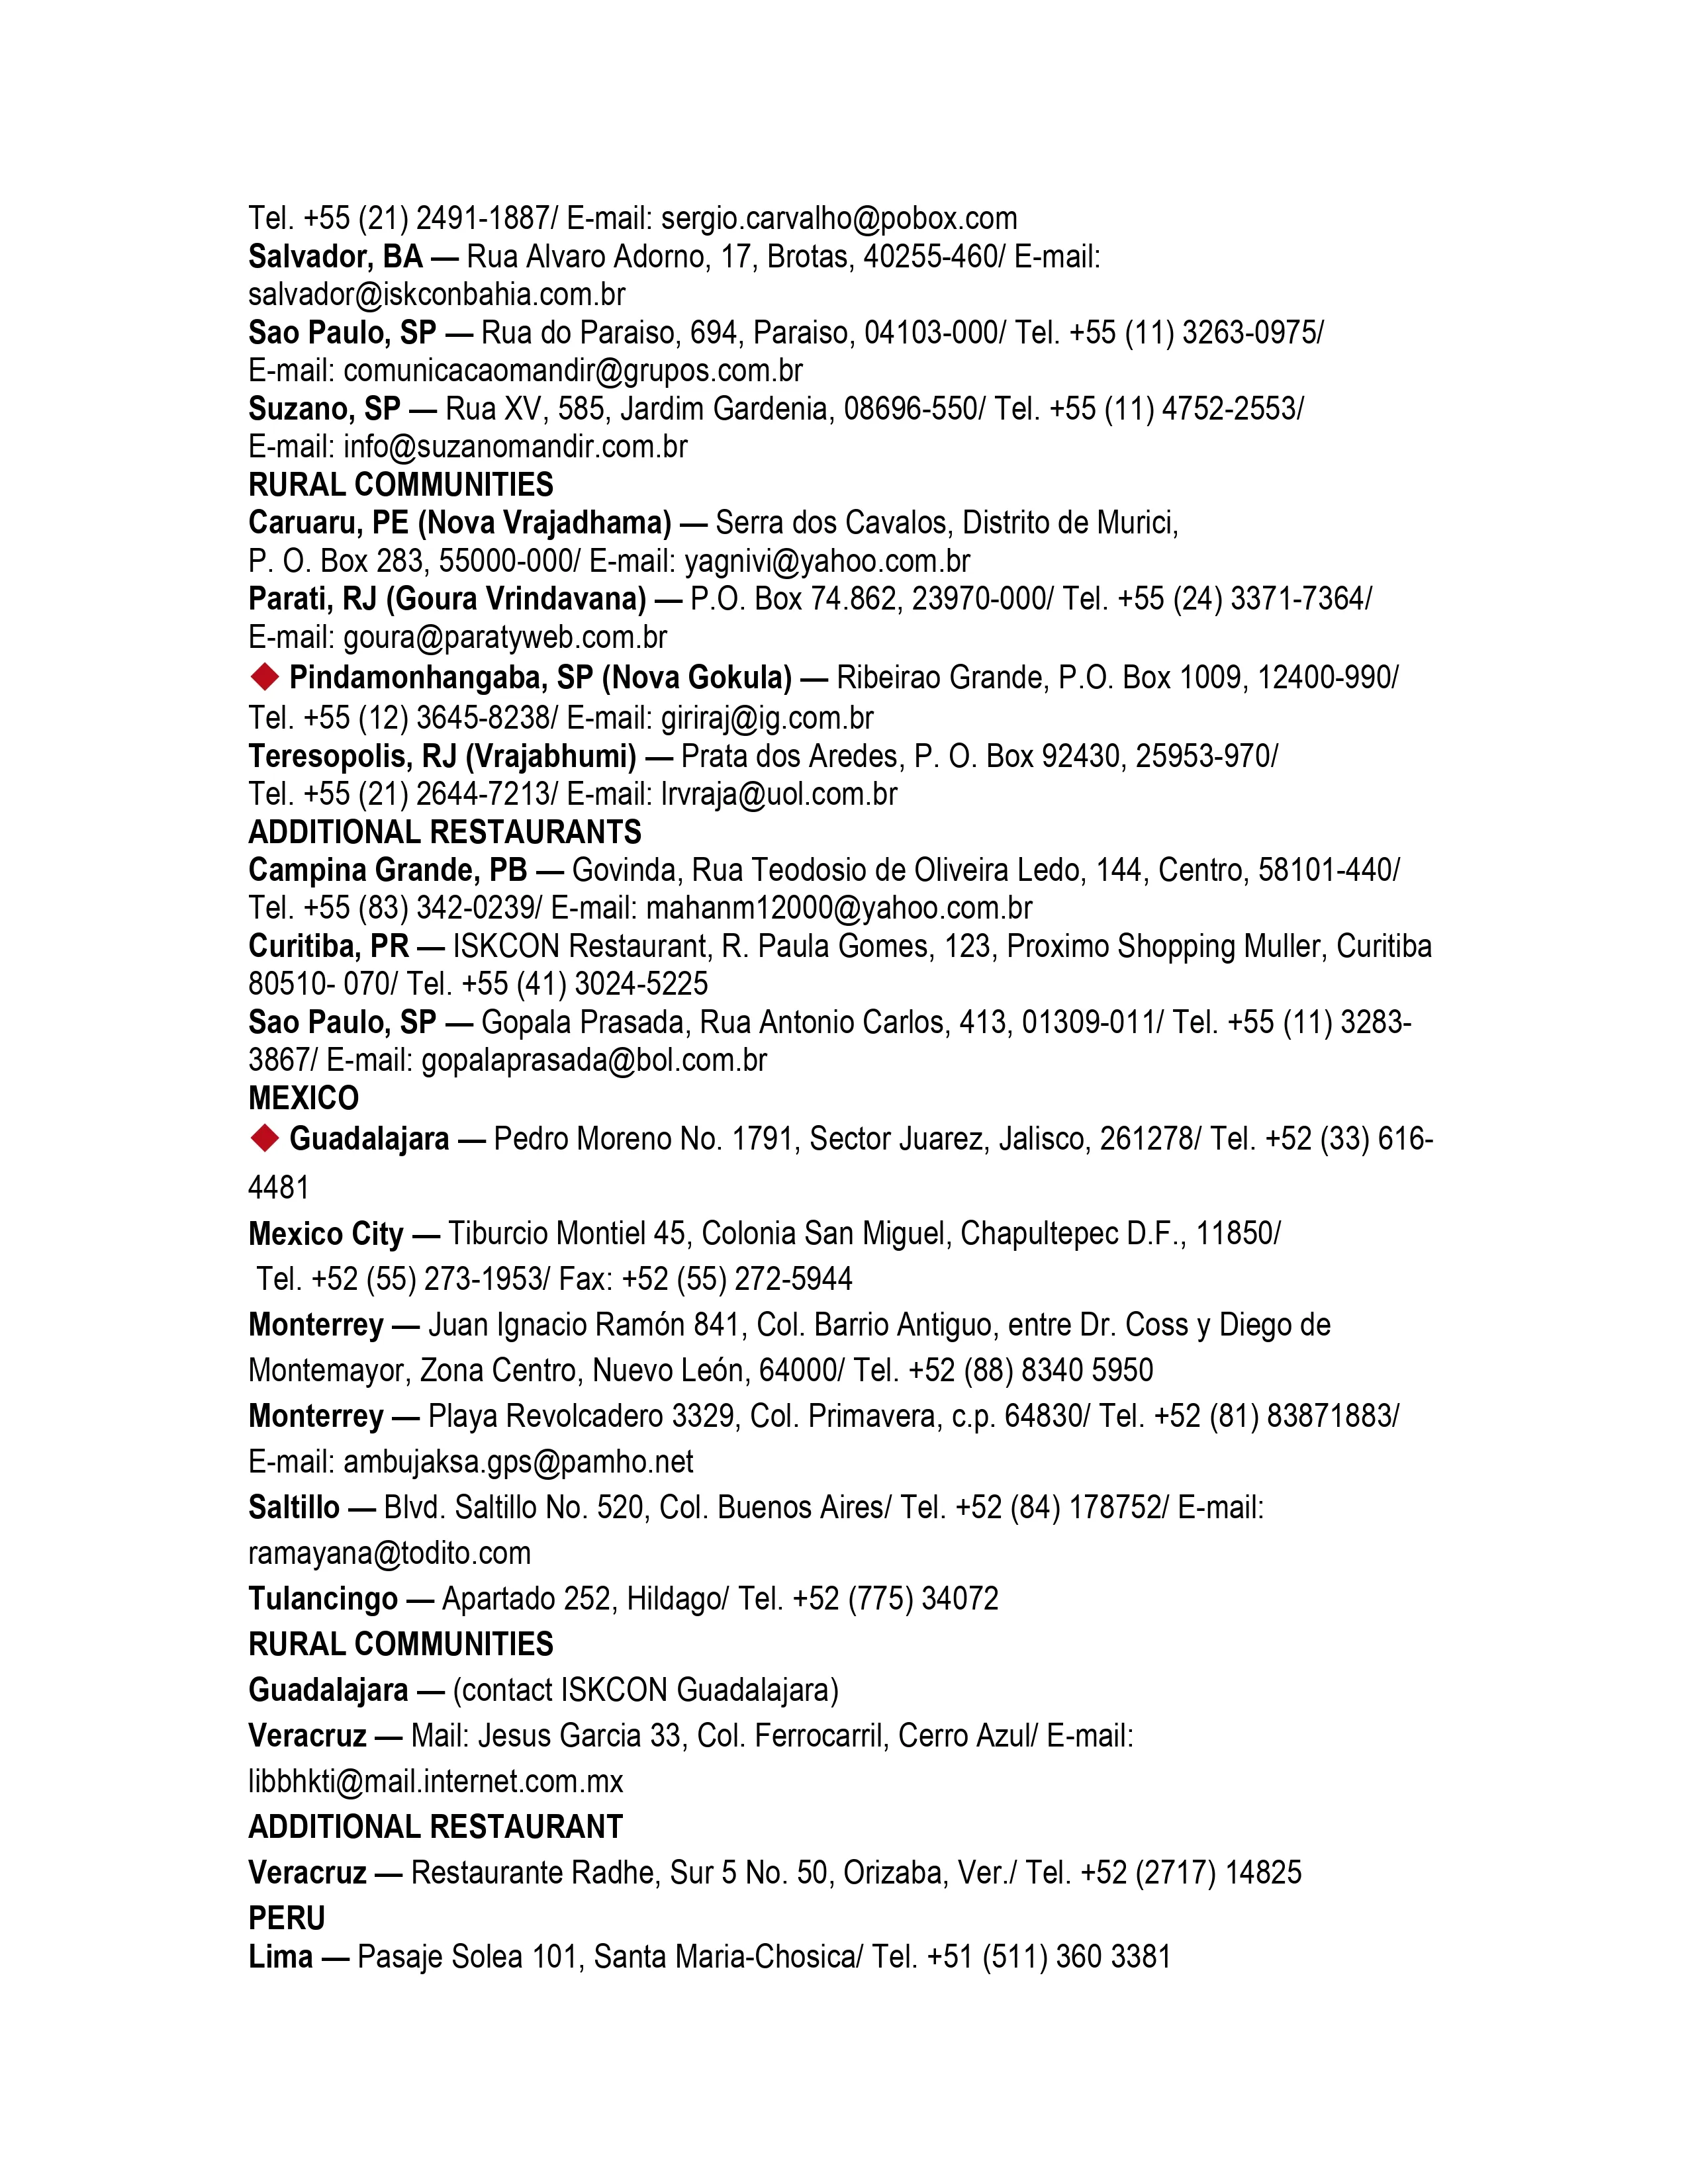 Tel. +55 (21) 2491-1887/ E-mail: sergio.carvalho@pobox.com
Salvador, BA — Rua Alvaro Adorno, 17, Brotas, 40255-460/ E-mail:
salvador@iskconbahia.com.br
Sao Paulo, SP — Rua do Paraiso, 694, Paraiso, 04103-000/ Tel. +55 (11) 3263-0975/
E-mail: comunicacaomandir@grupos.com.br
Suzano, SP — Rua XV, 585, Jardim Gardenia, 08696-550/ Tel. +55 (11) 4752-2553/
E-mail: info@suzanomandir.com.br
RURAL COMMUNITIES
Caruaru, PE (Nova Vrajadhama) — Serra dos Cavalos, Distrito de Murici,
P. O. Box 283, 55000-000/ E-mail: yagnivi@yahoo.com.br
Parati, RJ (Goura Vrindavana) — P.O. Box 74.862, 23970-000/ Tel. +55 (24) 3371-7364/
E-mail: goura@paratyweb.com.br
◆ Pindamonhangaba, SP (Nova Gokula) — Ribeirao Grande, P.O. Box 1009, 12400-990/
Tel. +55 (12) 3645-8238/ E-mail: giriraj@ig.com.br
Teresopolis, RJ (Vrajabhumi) — Prata dos Aredes, P. O. Box 92430, 25953-970/
Tel. +55 (21) 2644-7213/ E-mail: lrvraja@uol.com.br
ADDITIONAL RESTAURANTS
Campina Grande, PB — Govinda, Rua Teodosio de Oliveira Ledo, 144, Centro, 58101-440/
Tel. +55 (83) 342-0239/ E-mail: mahanm12000@yahoo.com.br
Curitiba, PR — ISKCON Restaurant, R. Paula Gomes, 123, Proximo Shopping Muller, Curitiba
80510- 070/ Tel. +55 (41) 3024-5225
Sao Paulo, SP — Gopala Prasada, Rua Antonio Carlos, 413, 01309-011/ Tel. +55 (11) 3283-
3867/ E-mail: gopalaprasada@bol.com.br
MEXICO
◆ Guadalajara — Pedro Moreno No. 1791, Sector Juarez, Jalisco, 261278/ Tel. +52 (33) 616-
4481
Mexico City — Tiburcio Montiel 45, Colonia San Miguel, Chapultepec D.F., 11850/
Tel. +52 (55) 273-1953/ Fax: +52 (55) 272-5944
Monterrey — Juan Ignacio Ramón 841, Col. Barrio Antiguo, entre Dr. Coss y Diego de
Montemayor, Zona Centro, Nuevo León, 64000/ Tel. +52 (88) 8340 5950
Monterrey — Playa Revolcadero 3329, Col. Primavera, c.p. 64830/ Tel. +52 (81) 83871883/
E-mail: ambujaksa.gps@pamho.net
Saltillo — Blvd. Saltillo No. 520, Col. Buenos Aires/ Tel. +52 (84) 178752/ E-mail:
ramayana@todito.com
Tulancingo — Apartado 252, Hildago/ Tel. +52 (775) 34072
RURAL COMMUNITIES
Guadalajara — (contact ISKCON Guadalajara)
Veracruz — Mail: Jesus Garcia 33, Col. Ferrocarril, Cerro Azul/ E-mail:
libbhkti@mail.internet.com.mx
ADDITIONAL RESTAURANT
Veracruz — Restaurante Radhe, Sur 5 No. 50, Orizaba, Ver./ Tel. +52 (2717) 14825
PERU
Lima — Pasaje Solea 101, Santa Maria-Chosica/ Tel. +51 (511) 360 3381